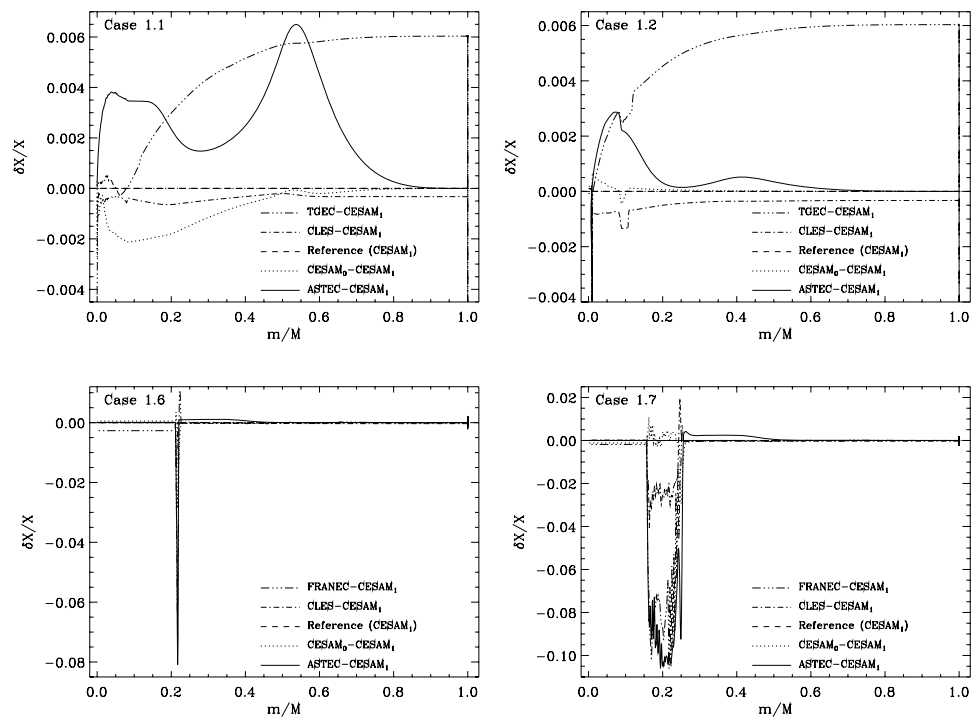 Case 1.1
0.006
0.004
0.002
0.000
−0.002
−0.004
δX/X
TGEC−CESAM₁
CLES−CESAM₁
Reference (CESAM₁)
CESAM₀−CESAM₁
ASTEC−CESAM₁
0.0 0.2 0.4 0.6 0.8 1.0
m/M
Case 1.2
0.006
0.004
0.002
0.000
−0.002
−0.004
δX/X
TGEC−CESAM₁
CLES−CESAM₁
Reference (CESAM₁)
CESAM₀−CESAM₁
ASTEC−CESAM₁
0.0 0.2 0.4 0.6 0.8 1.0
m/M
Case 1.6
0.00
−0.02
−0.04
−0.06
−0.08
δX/X
FRANEC−CESAM₁
CLES−CESAM₁
Reference (CESAM₁)
CESAM₀−CESAM₁
ASTEC−CESAM₁
0.0 0.2 0.4 0.6 0.8 1.0
m/M
Case 1.7
0.02
0.00
−0.02
−0.04
−0.06
−0.08
−0.10
δX/X
FRANEC−CESAM₁
CLES−CESAM₁
Reference (CESAM₁)
CESAM₀−CESAM₁
ASTEC−CESAM₁
0.0 0.2 0.4 0.6 0.8 1.0
m/M